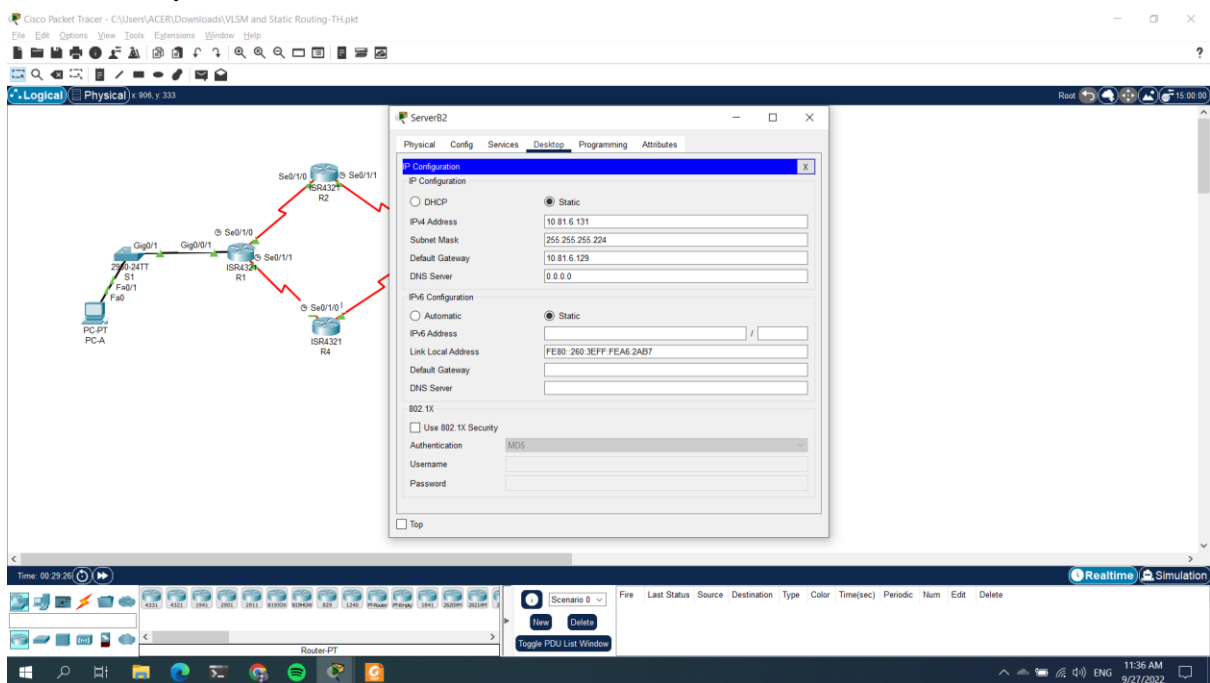 Cisco Packet Tracer - C:\Users\ACER\Downloads\VLSM and Static Routing-TH.pkt
File Edit Options View Tools Extensions Window Help
?
Logical Physical x: 906, y: 333
Root 15:00:00
Se0/1/0
Se0/1/1
ISR4321
R2
Se0/1/0
Gig0/1
Gig0/0/1
Se0/1/1
ISR4321
R1
2960-24TT
S1
Fa0/1
Fa0
PC-PT
PC-A
Se0/1/0
ISR4321
R4
ServerB2
Physical Config Services Desktop Programming Attributes
IP Configuration X
IP Configuration
DHCP Static
IPv4 Address 10.81.6.131
Subnet Mask 255.255.255.224
Default Gateway 10.81.6.129
DNS Server 0.0.0.0
IPv6 Configuration
Automatic Static
IPv6 Address /
Link Local Address FE80::260:3EFF:FEA6:2AB7
Default Gateway
DNS Server
802.1X
Use 802.1X Security
Authentication MD5
Username
Password
Top
Time: 00:29:26
Realtime Simulation
4331 4321 1941 2901 2911 819IOX 819HGW 829 1240 PT-Router PT-Empty 1841 2620XM 2621XM
Router-PT
Scenario 0
New Delete
Toggle PDU List Window
Fire Last Status Source Destination Type Color Time(sec) Periodic Num Edit Delete
ENG
11:36 AM
9/27/2022